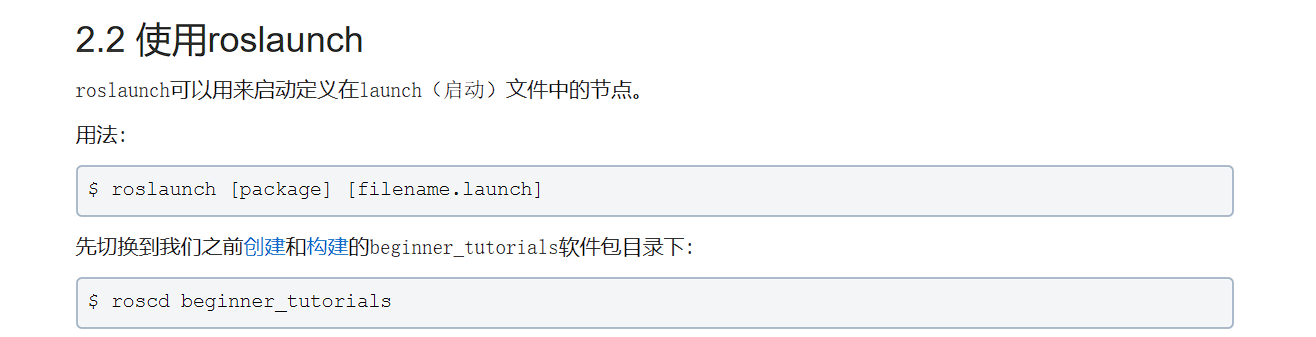 2.2 使用roslaunch
roslaunch可以用来启动定义在launch（启动）文件中的节点。
用法：
$ roslaunch [package] [filename.launch]
先切换到我们之前创建和构建的beginner_tutorials软件包目录下：
$ roscd beginner_tutorials